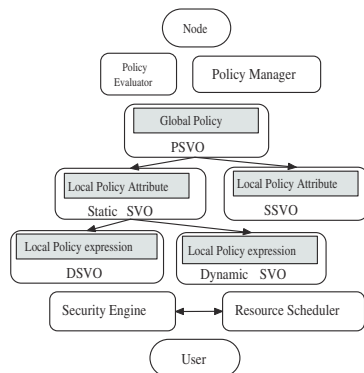 Node
Policy
Evaluator
Policy Manager
Global Policy
PSVO
Local Policy Attribute
Static SVO
Local Policy Attribute
SSVO
Local Policy expression
DSVO
Local Policy expression
Dynamic SVO
Security Engine
Resource Scheduler
User